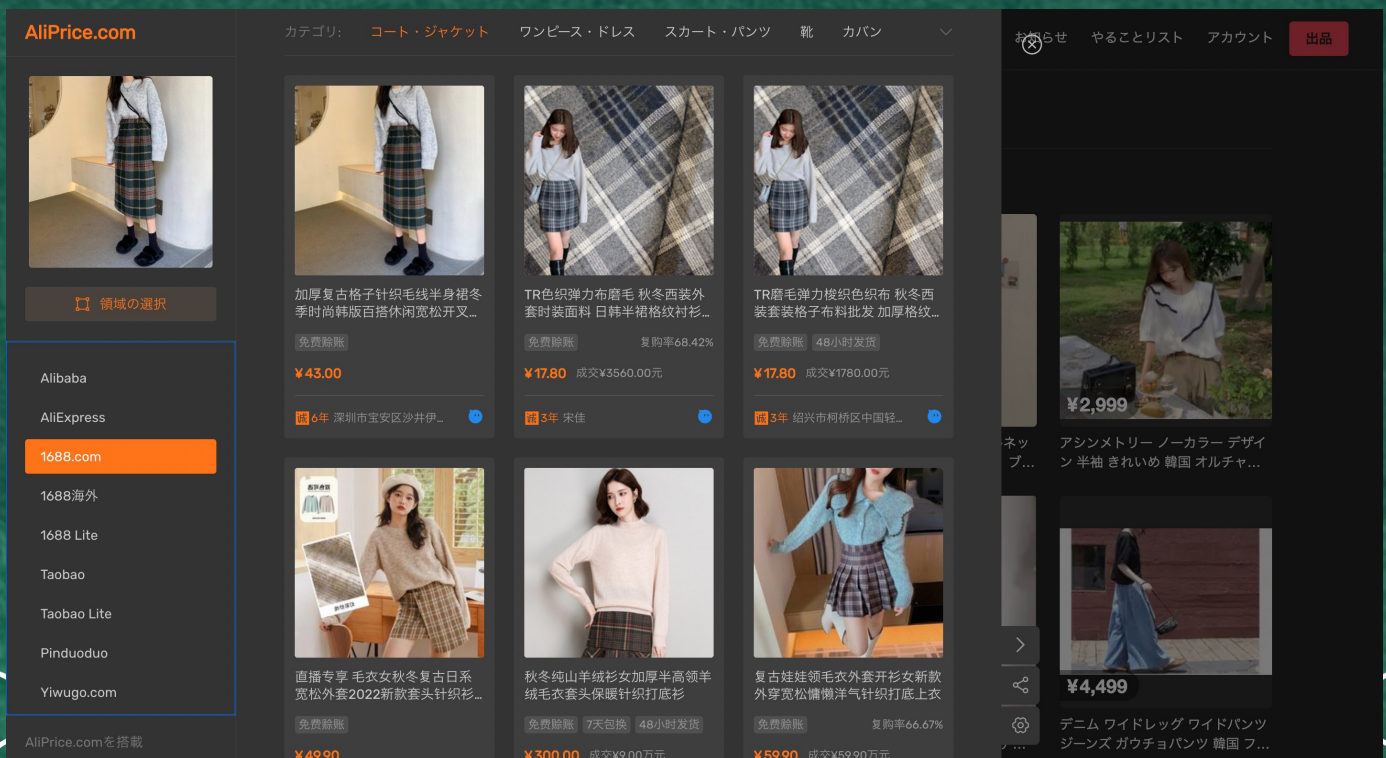 AliPrice.com
領域の選択
Alibaba
AliExpress
1688.com
1688海外
1688 Lite
Taobao
Taobao Lite
Pinduoduo
Yiwugo.com
AliPrice.comを搭載
カテゴリ: コート・ジャケット ワンピース・ドレス スカート・パンツ 靴 カバン
加厚复古格子针织毛线半身裙冬
季时尚韩版百搭休闲宽松开叉...
免费赊账
¥43.00
诚 6年 深圳市宝安区沙井伊...
TR色织弹力布磨毛 秋冬西装外
套时装面料 日韩半裙格纹衬衫...
免费赊账 复购率68.42%
¥17.80 成交¥3560.00元
诚 3年 宋佳
TR磨毛弹力梭织色织布 秋冬西
装套装格子布料批发 加厚格纹...
免费赊账 48小时发货
¥17.80 成交¥1780.00元
诚 3年 绍兴市柯桥区中国轻...
直播专享 毛衣女秋冬复古日系
宽松外套2022新款套头针织衫...
免费赊账
¥49.90
秋冬纯山羊绒衫女加厚半高领羊
绒毛衣套头保暖针织打底衫
免费赊账 7天包换 48小时发货
¥300.00 成交¥9.00万元
复古娃娃领毛衣外套开衫女新款
外穿宽松慵懒洋气针织打底上衣
免费赊账 复购率66.67%
¥59.90 成交¥59.90万元
お知らせ やることリスト アカウント 出品
ネッ
プ...
¥2,999
アシンメトリー ノーカラー デザイ
ン 半袖 きれいめ 韓国 オルチャ...
¥4,499
デニム ワイドレッグ ワイドパンツ
ジーンズ ガウチョパンツ 韓国 フ...